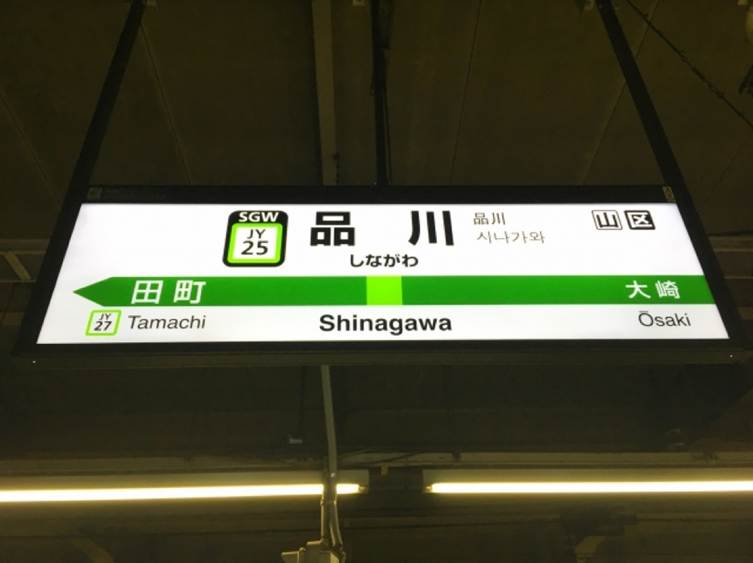 SGW
JY
25
品川
しながわ
品川
시나가와
山 区
田町
大崎
JY
27
Tamachi
Shinagawa
Ōsaki